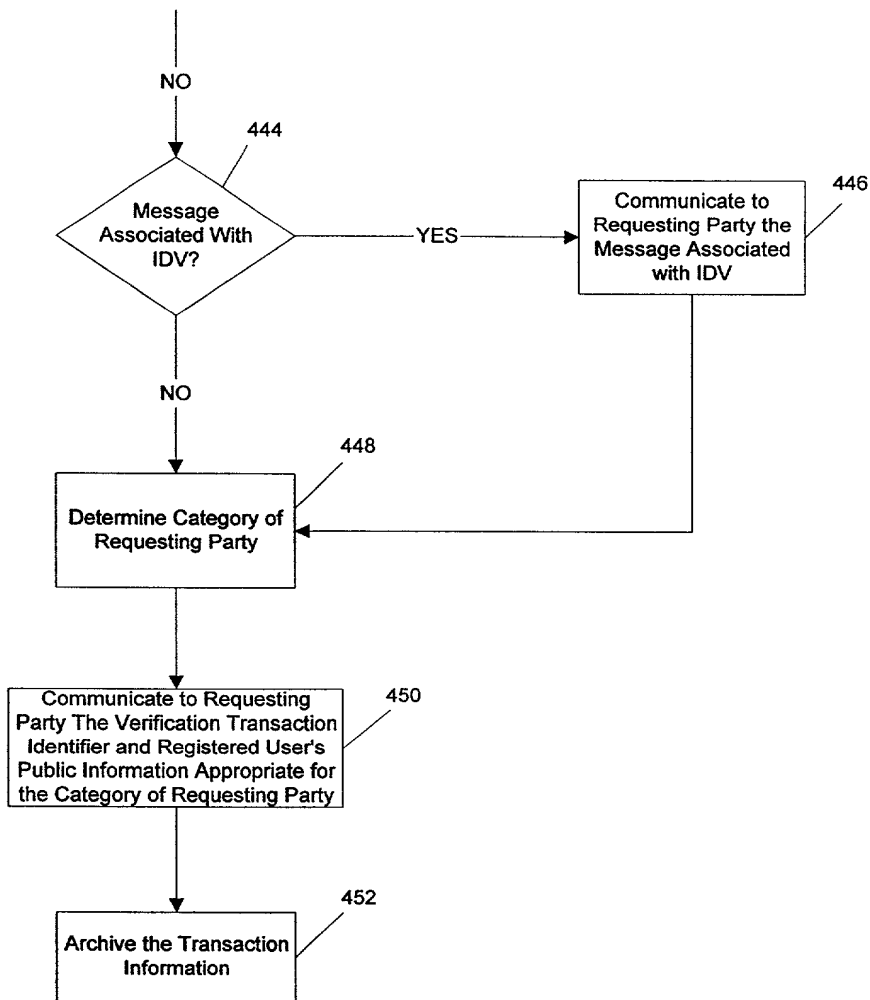 NO
444
Message
Associated With
IDV?
YES
446
Communicate to
Requesting Party the
Message Associated
with IDV
NO
448
Determine Category of
Requesting Party
450
Communicate to Requesting
Party The Verification Transaction
Identifier and Registered User's
Public Information Appropriate for
the Category of Requesting Party
452
Archive the Transaction
Information